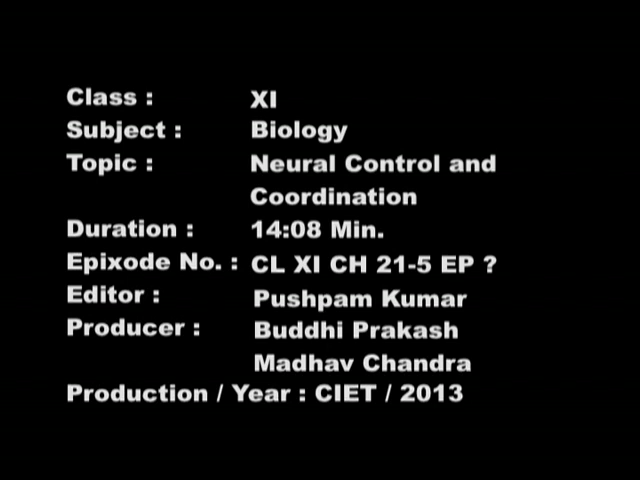 Class : XI
Subject : Biology
Topic : Neural Control and
Coordination
Duration : 14:08 Min.
Epixode No. : CL XI CH 21-5 EP ?
Editor : Pushpam Kumar
Producer : Buddhi Prakash
Madhav Chandra
Production / Year : CIET / 2013